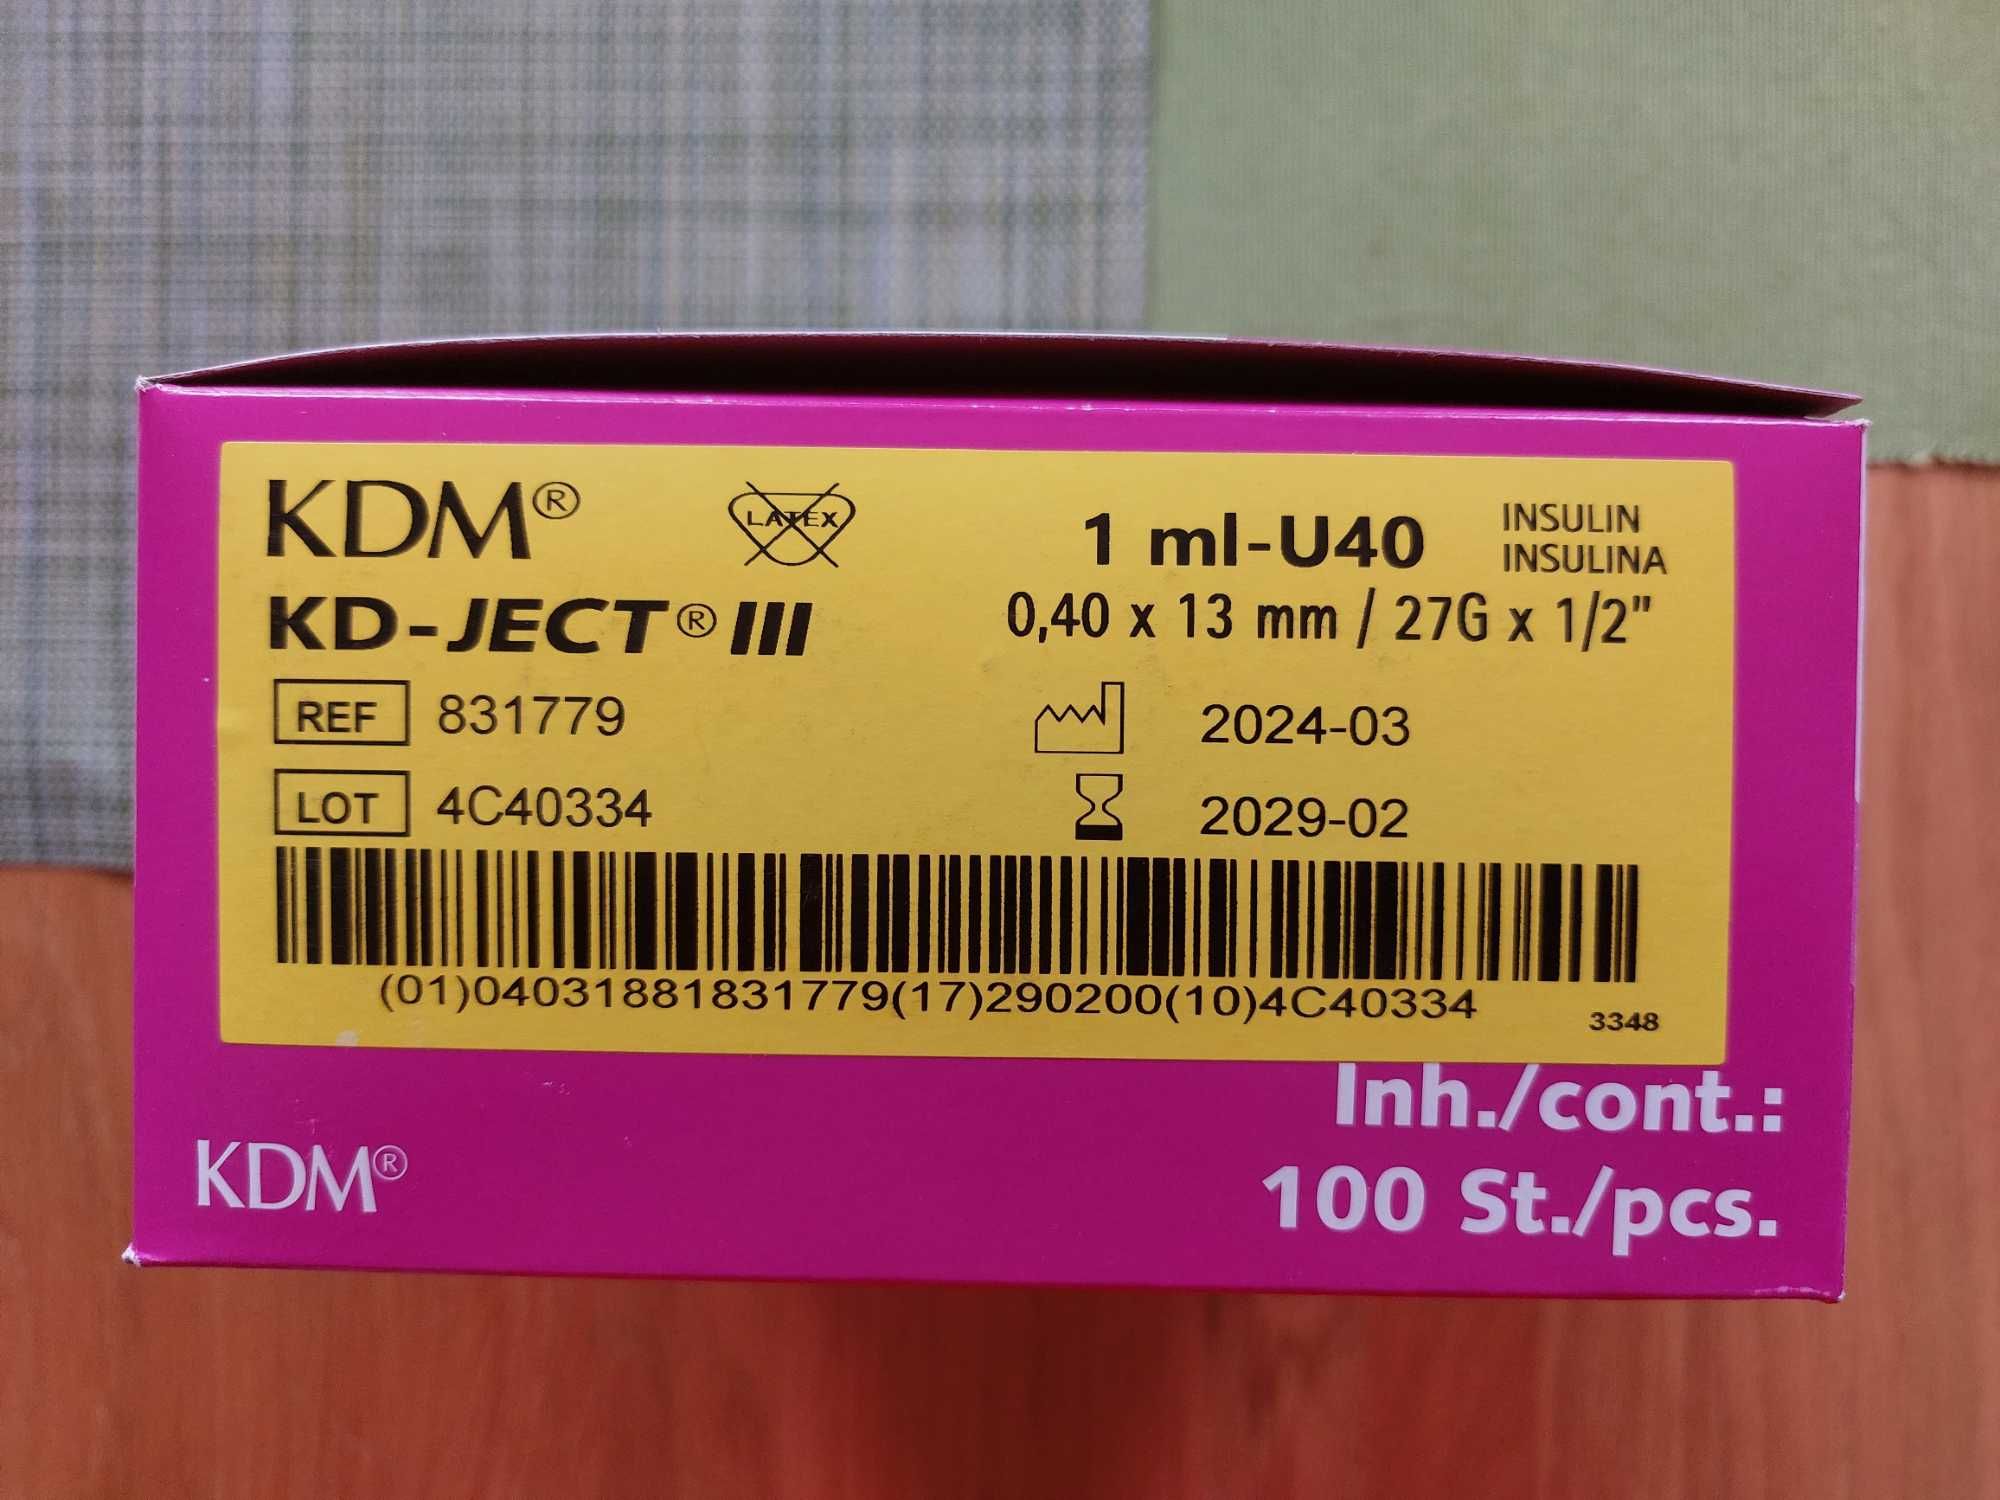 KDM®
LATEX
1 ml-U40
INSULIN
INSULINA
KD-JECT® III
0,40 x 13 mm / 27G x 1/2"
REF 831779
2024-03
LOT 4C40334
2029-02
(01)04031881831779(17)290200(10)4C40334
3348
Inh./cont.:
100 St./pcs.
KDM®